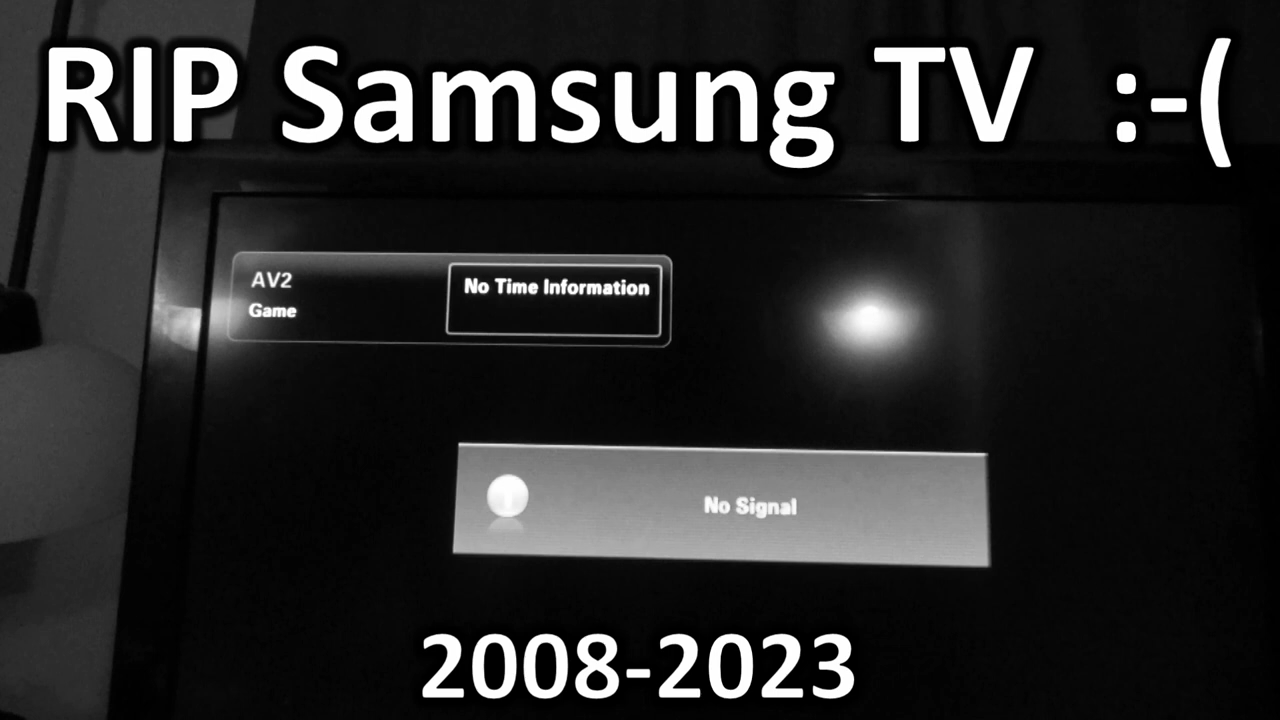 RIP Samsung TV :-(
AV2
Game
No Time Information
No Signal
2008-2023